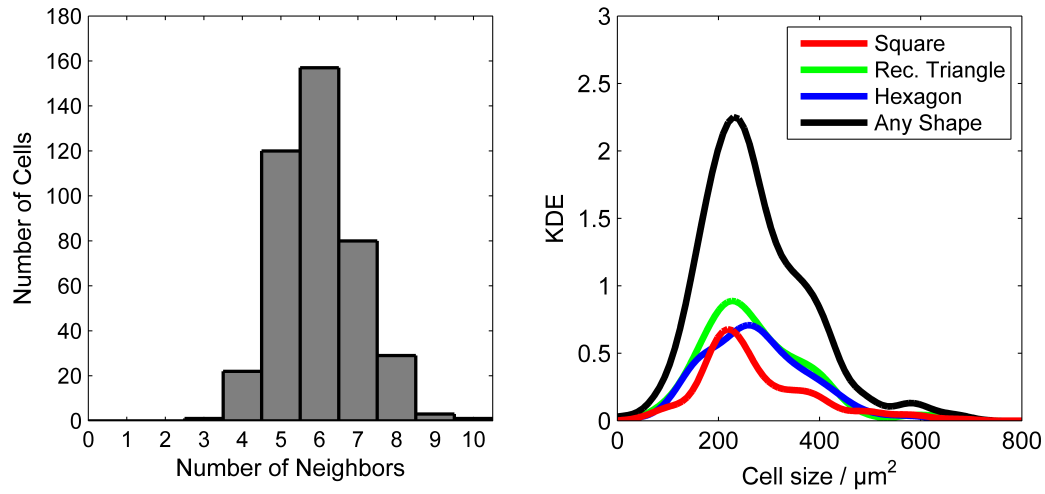 180
160
140
120
100
80
60
40
20
0
Number of Cells
0 1 2 3 4 5 6 7 8 9 10
Number of Neighbors
3
2.5
2
1.5
1
0.5
0
KDE
Square
Rec. Triangle
Hexagon
Any Shape
0 200 400 600 800
Cell size / µm²